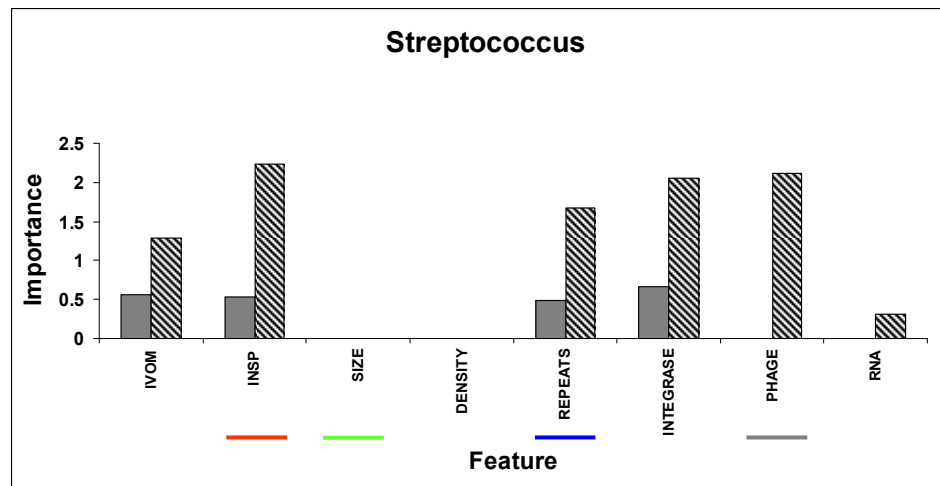 Streptococcus
2.5
2
1.5
1
0.5
0
Importance
IVOM
INSP
SIZE
DENSITY
REPEATS
INTEGRASE
PHAGE
RNA
Feature